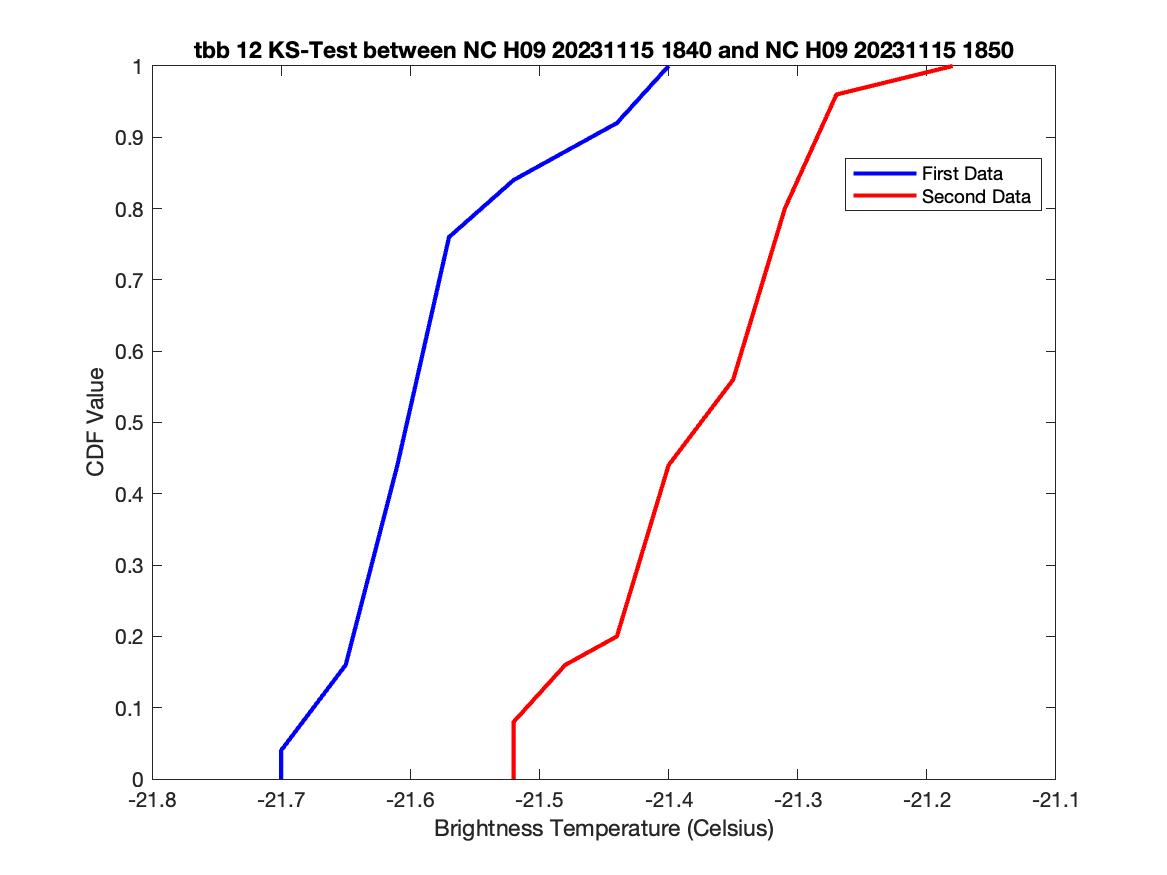 tbb 12 KS-Test between NC H09 20231115 1840 and NC H09 20231115 1850
1
0.9
0.8
0.7
0.6
0.5
0.4
0.3
0.2
0.1
0
CDF Value
First Data
Second Data
-21.8 -21.7 -21.6 -21.5 -21.4 -21.3 -21.2 -21.1
Brightness Temperature (Celsius)